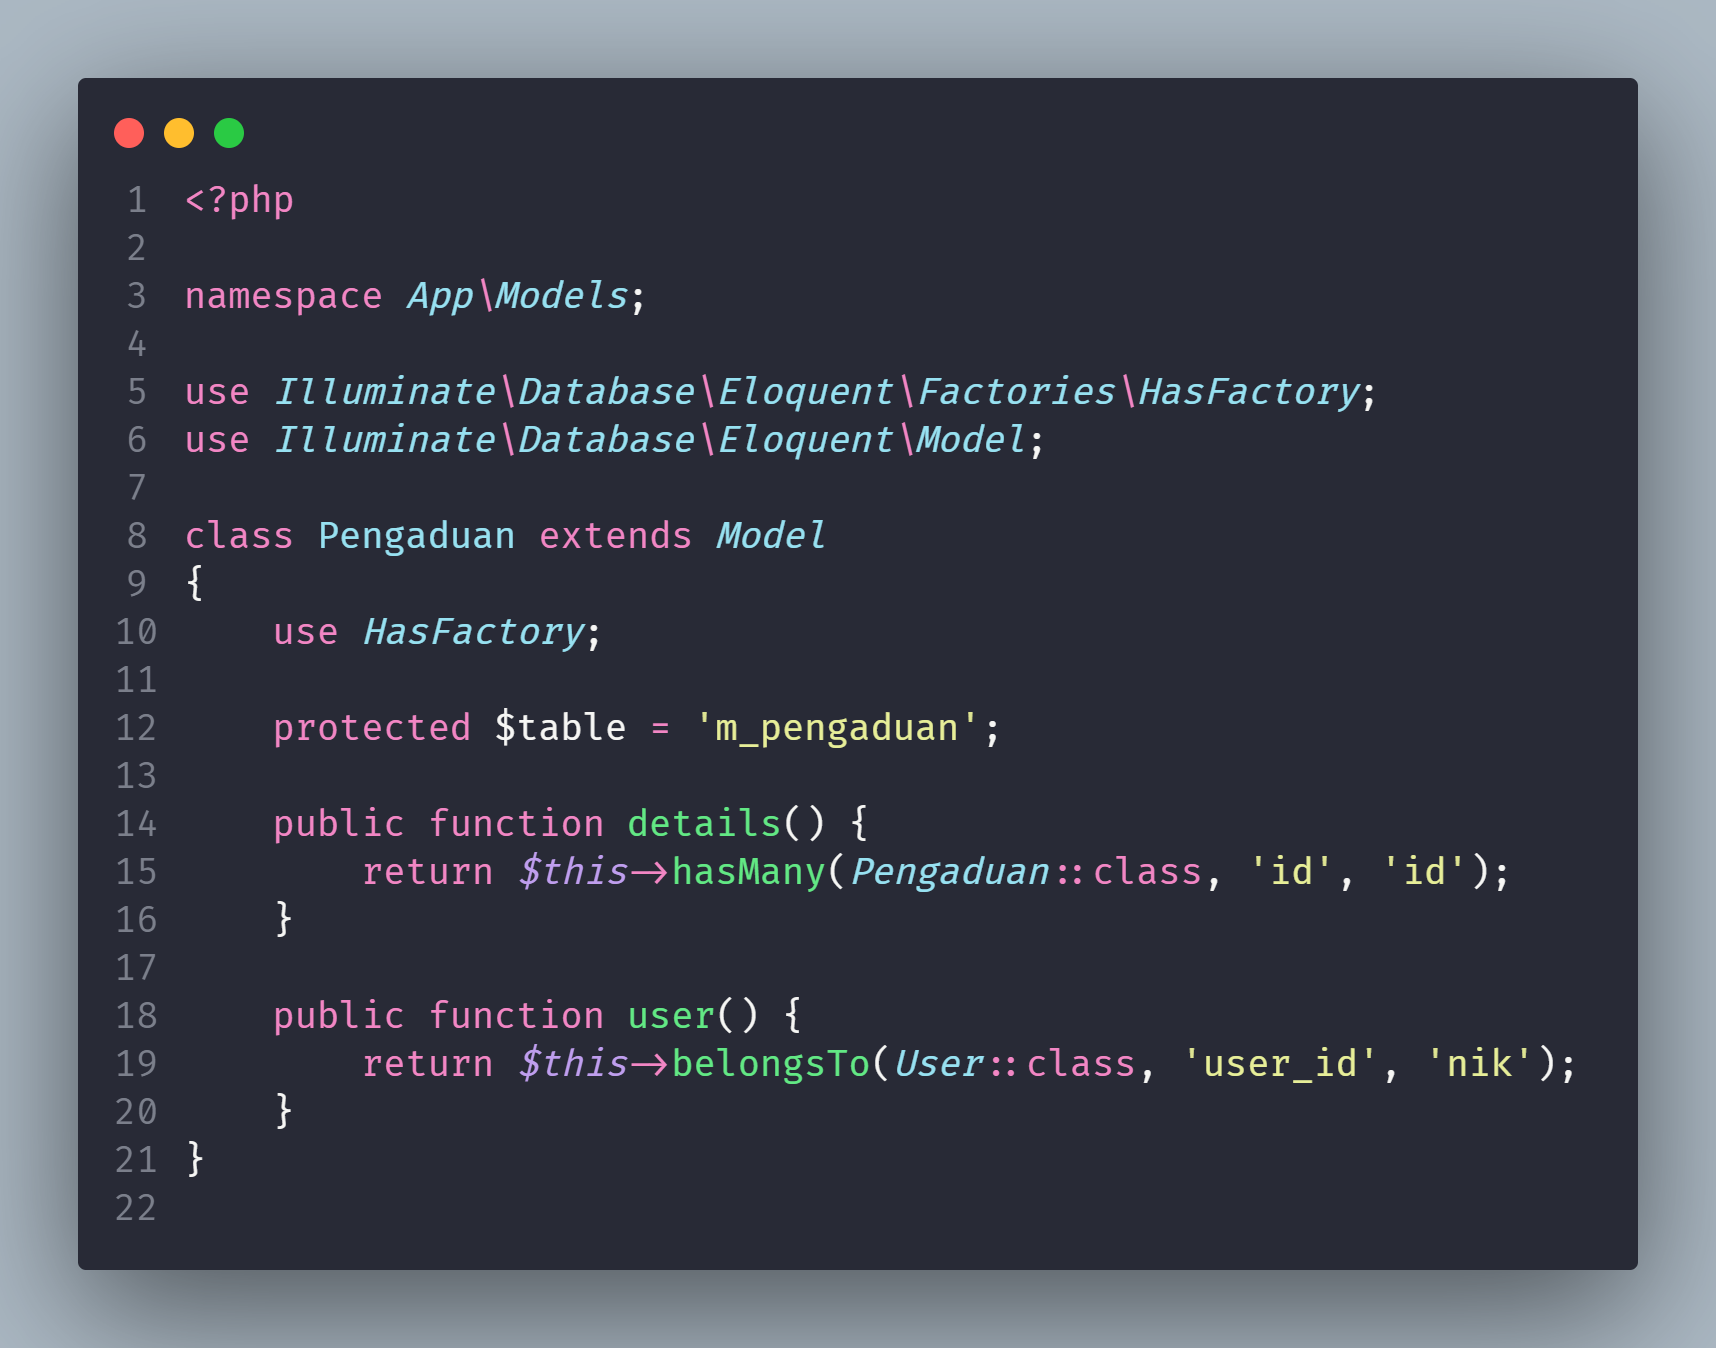 1 <?php
2
3 namespace App\Models;
4
5 use Illuminate\Database\Eloquent\Factories\HasFactory;
6 use Illuminate\Database\Eloquent\Model;
7
8 class Pengaduan extends Model
9 {
10     use HasFactory;
11
12     protected $table = 'm_pengaduan';
13
14     public function details() {
15         return $this->hasMany(Pengaduan::class, 'id', 'id');
16     }
17
18     public function user() {
19         return $this->belongsTo(User::class, 'user_id', 'nik');
20     }
21 }
22